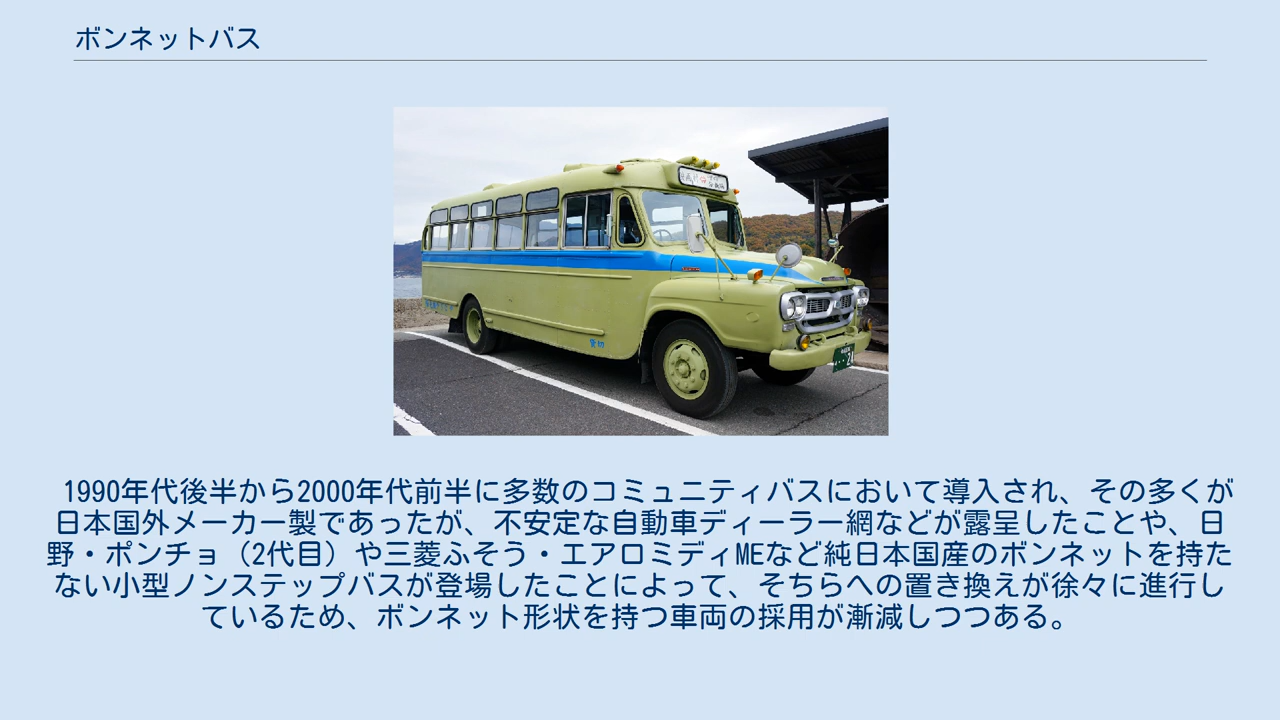 ボンネットバス
貸切
1990年代後半から2000年代前半に多数のコミュニティバスにおいて導入され、その多くが
日本国外メーカー製であったが、不安定な自動車ディーラー網などが露呈したことや、日
野・ポンチョ（2代目）や三菱ふそう・エアロミディMEなど純日本国産のボンネットを持た
ない小型ノンステップバスが登場したことによって、そちらへの置き換えが徐々に進行し
ているため、ボンネット形状を持つ車両の採用が漸減しつつある。